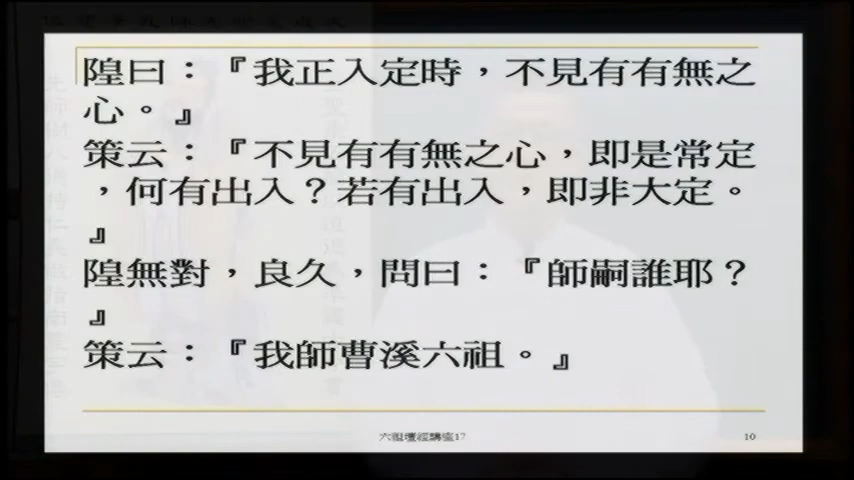 隍曰：『我正入定時，不見有有無之
心。』
策云：『不見有有無之心，即是常定
，何有出入？若有出入，即非大定。
』
隍無對，良久，問曰：『師嗣誰耶？
』
策云：『我師曹溪六祖。』
六祖壇經講座17
10